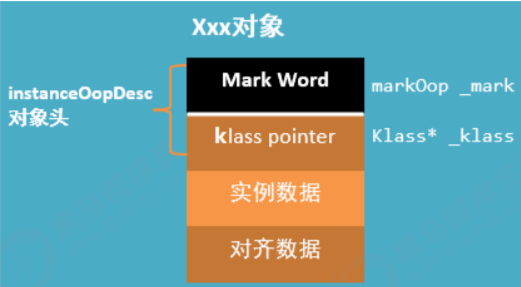 Xxx对象
instanceOopDesc
对象头
Mark Word
markOop _mark
klass pointer
Klass* _klass
实例数据
对齐数据